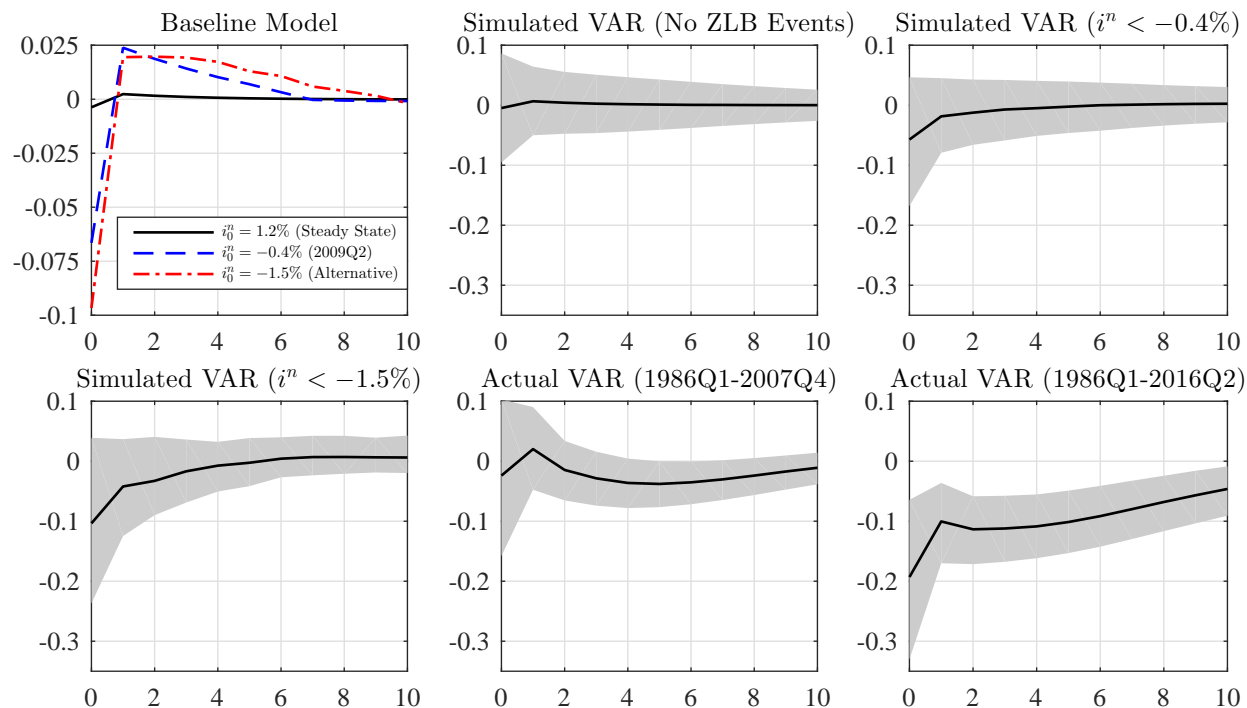 Baseline Model
0.025
0
-0.025
-0.05
-0.075
-0.1
i_0^n = 1.2% (Steady State)
i_0^n = −0.4% (2009Q2)
i_0^n = −1.5% (Alternative)
0 2 4 6 8 10
Simulated VAR (No ZLB Events)
0.1
0
-0.1
-0.2
-0.3
0 2 4 6 8 10
Simulated VAR (i^n < −0.4%)
0.1
0
-0.1
-0.2
-0.3
0 2 4 6 8 10
Simulated VAR (i^n < −1.5%)
0.1
0
-0.1
-0.2
-0.3
0 2 4 6 8 10
Actual VAR (1986Q1-2007Q4)
0.1
0
-0.1
-0.2
-0.3
0 2 4 6 8 10
Actual VAR (1986Q1-2016Q2)
0.1
0
-0.1
-0.2
-0.3
0 2 4 6 8 10